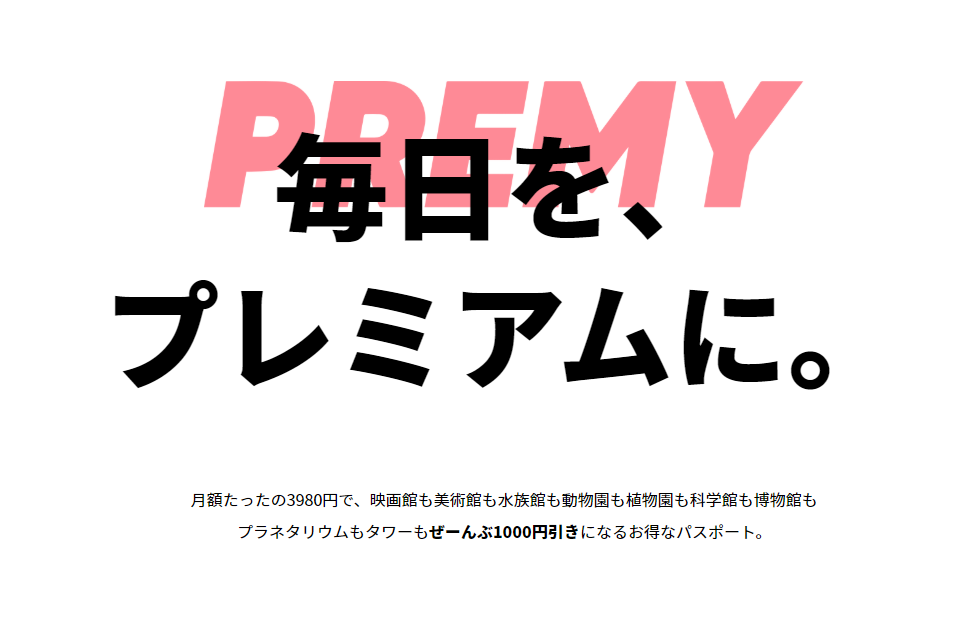 PREMY
毎日を、
プレミアムに。
月額たったの3980円で、映画館も美術館も水族館も動物園も植物園も科学館も博物館も
プラネタリウムもタワーもぜーんぶ1000円引きになるお得なパスポート。